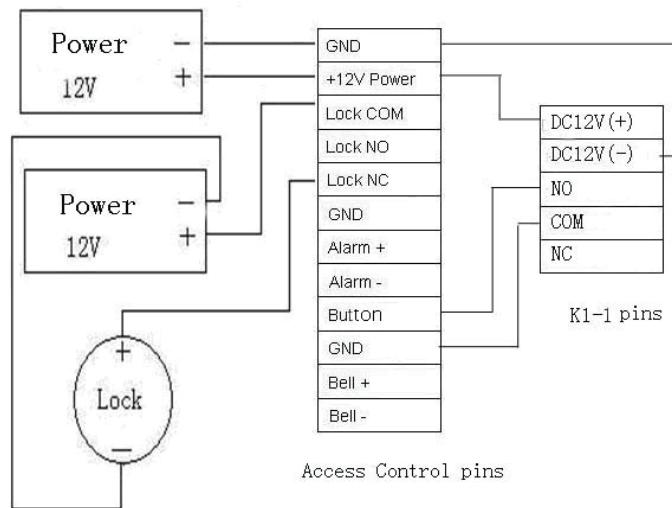 Power
12V
-
+
Power
12V
-
+
+
Lock
-
GND
+12V Power
Lock COM
Lock NO
Lock NC
GND
Alarm +
Alarm -
Button
GND
Bell +
Bell -
Access Control pins
DC12V(+)
DC12V(-)
NO
COM
NC
K1-1 pins